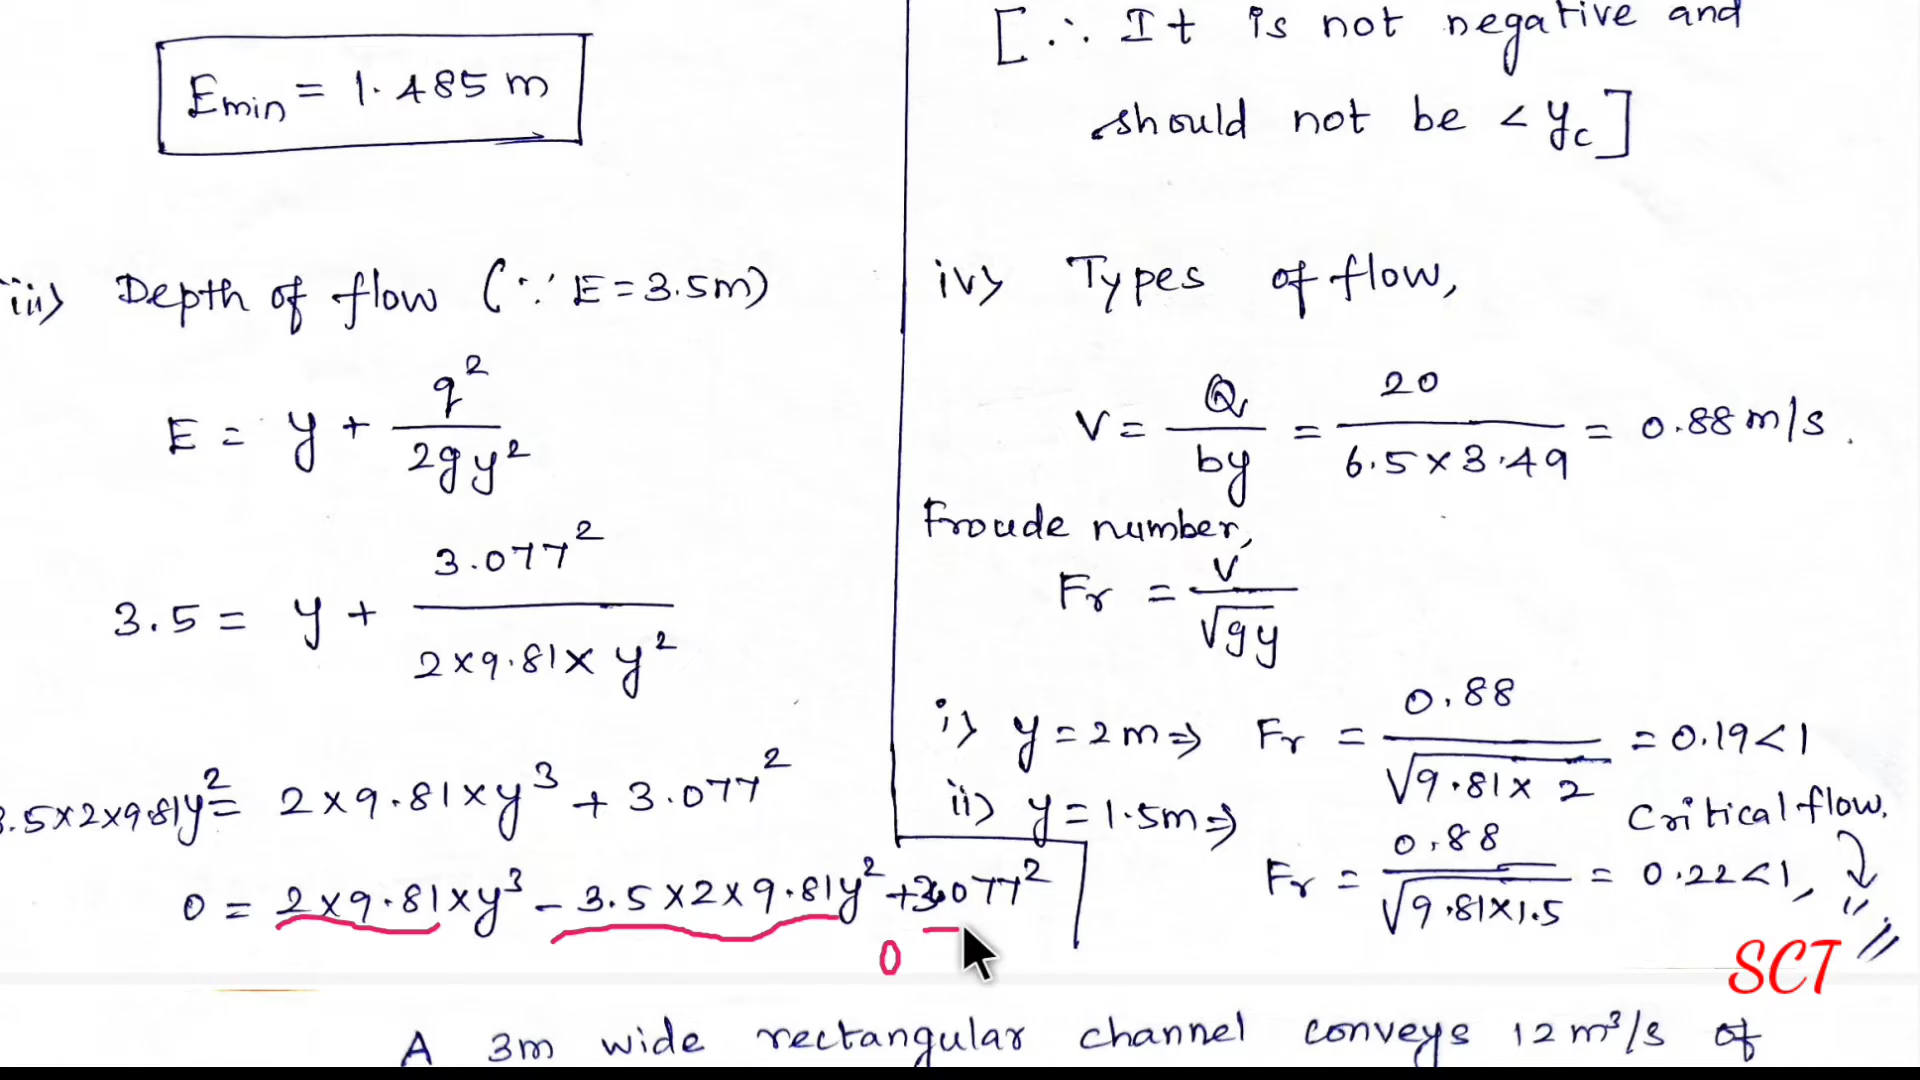 Emin = 1.485 m
iii) Depth of flow (∵ E = 3.5m)
E = y + q² / 2gy²
3.5 = y + 3.077² / 2×9.81× y²
3.5×2×9.81y² = 2×9.81×y³ + 3.077²
0 = 2×9.81×y³ - 3.5×2×9.81y² + 3.077²
0
[∴ It is not negative and
should not be < yc]
iv) Types of flow,
V = Q / by = 20 / 6.5×3.49 = 0.88 m/s.
Froude number,
Fr = V / √gy
i) y = 2m ⇒ Fr = 0.88 / √9.81×2 = 0.19 < 1
Critical flow.
ii) y = 1.5m ⇒
Fr = 0.88 / √9.81×1.5 = 0.22 < 1,
SCT
A 3m wide rectangular channel conveys 12 m³/s of